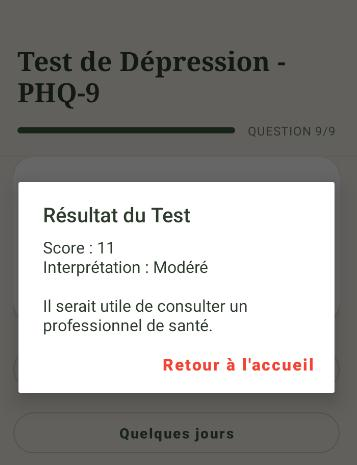 Test de Dépression -
PHQ-9
QUESTION 9/9
Résultat du Test
Score : 11
Interprétation : Modéré
Il serait utile de consulter un
professionnel de santé.
Retour à l'accueil
Quelques jours